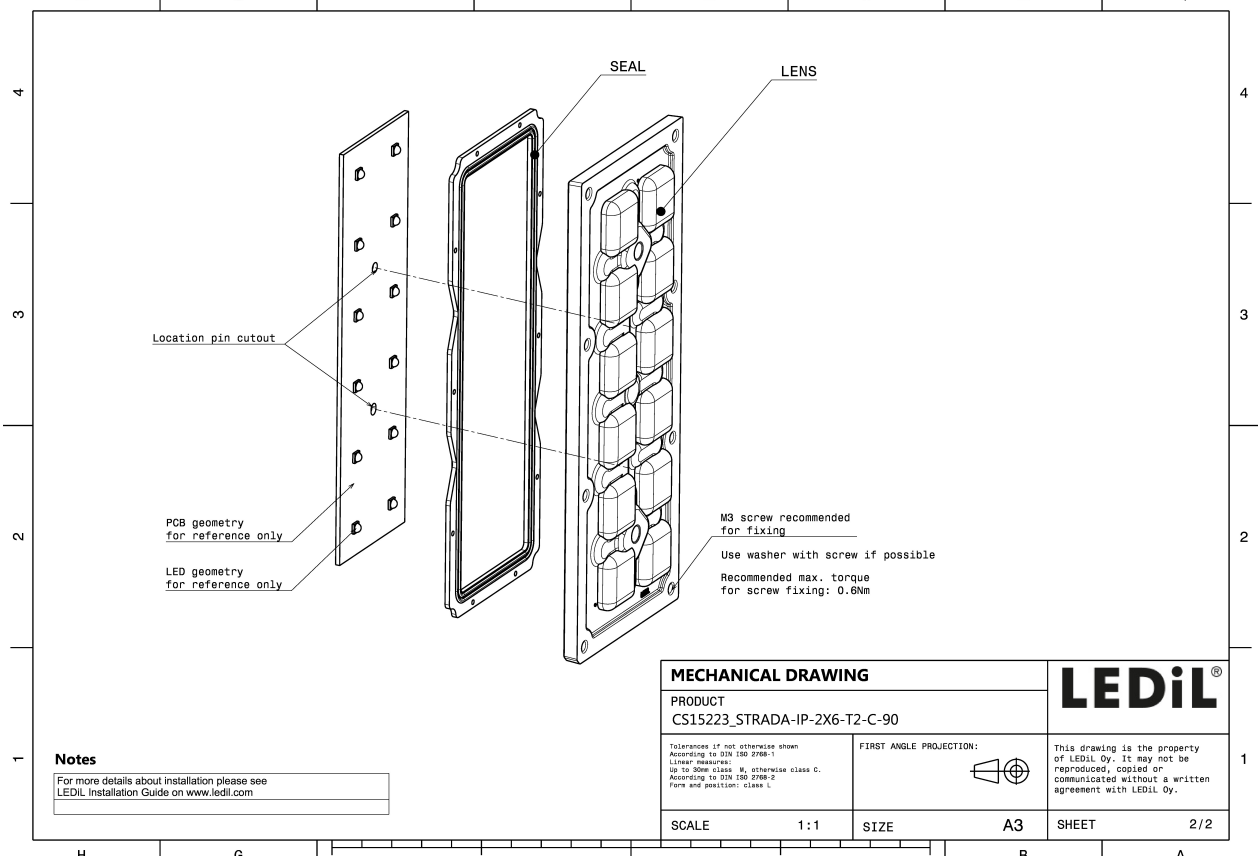 SEAL
LENS
4
4
3
3
Location pin cutout
2
2
PCB geometry
for reference only
LED geometry
for reference only
M3 screw recommended
for fixing
Use washer with screw if possible
Recommended max. torque
for screw fixing: 0.6Nm
1
1
Notes
For more details about installation please see
LEDiL Installation Guide on www.ledil.com
MECHANICAL DRAWING
PRODUCT
CS15223_STRADA-IP-2X6-T2-C-90
LEDiL®
Tolerances if not otherwise shown
According to DIN ISO 2768-1
Linear measures:
Up to 30mm class M, otherwise class C.
According to DIN ISO 2768-2
Form and position: class L
FIRST ANGLE PROJECTION:
This drawing is the property
of LEDiL Oy. It may not be
reproduced, copied or
communicated without a written
agreement with LEDiL Oy.
SCALE 1:1
SIZE A3
SHEET 2/2
H G B A